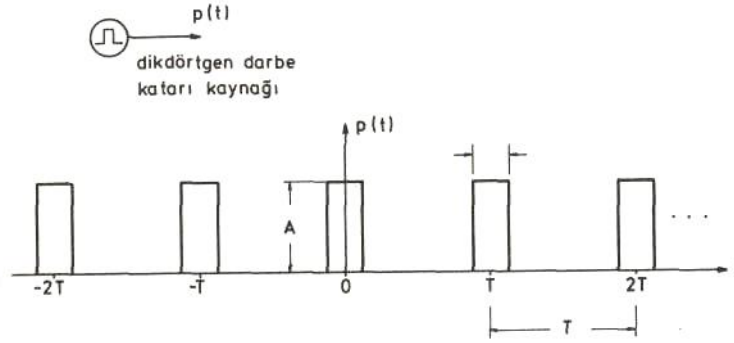 p(t)
dikdörtgen darbe
katarı kaynağı
p(t)
A
-2T
-T
0
T
2T
. . .
T